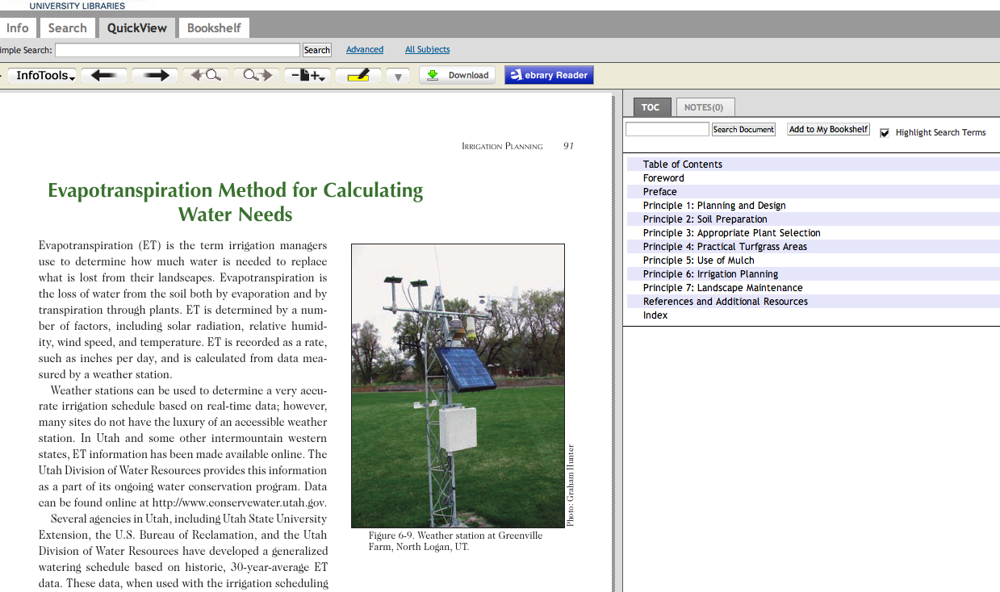 UNIVERSITY LIBRARIES
Info Search QuickView Bookshelf
imple Search: Search Advanced All Subjects
InfoTools Download ebrary Reader
TOC NOTES(0)
Search Document Add to My Bookshelf Highlight Search Terms
Table of Contents
Foreword
Preface
Principle 1: Planning and Design
Principle 2: Soil Preparation
Principle 3: Appropriate Plant Selection
Principle 4: Practical Turfgrass Areas
Principle 5: Use of Mulch
Principle 6: Irrigation Planning
Principle 7: Landscape Maintenance
References and Additional Resources
Index
Irrigation Planning 91
Evapotranspiration Method for Calculating
Water Needs
Evapotranspiration (ET) is the term irrigation managers
use to determine how much water is needed to replace
what is lost from their landscapes. Evapotranspiration is
the loss of water from the soil both by evaporation and by
transpiration through plants. ET is determined by a num-
ber of factors, including solar radiation, relative humid-
ity, wind speed, and temperature. ET is recorded as a rate,
such as inches per day, and is calculated from data mea-
sured by a weather station.
Weather stations can be used to determine a very accu-
rate irrigation schedule based on real-time data; however,
many sites do not have the luxury of an accessible weather
station. In Utah and some other intermountain western
states, ET information has been made available online. The
Utah Division of Water Resources provides this information
as a part of its ongoing water conservation program. Data
can be found online at http://www.conservewater.utah.gov.
Several agencies in Utah, including Utah State University
Extension, the U.S. Bureau of Reclamation, and the Utah
Division of Water Resources have developed a generalized
watering schedule based on historic, 30-year-average ET
data. These data, when used with the irrigation scheduling
Photo: Graham Hunter
Figure 6-9. Weather station at Greenville
Farm, North Logan, UT.